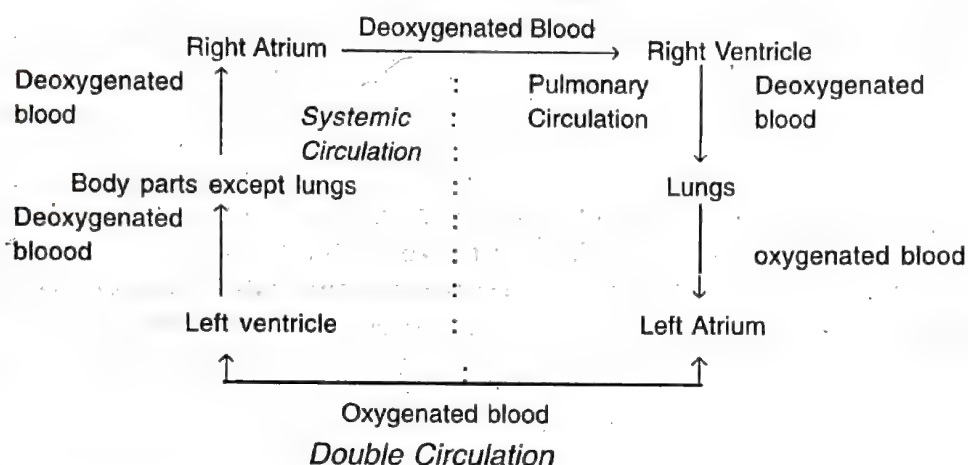 Deoxygenated Blood
Right Atrium
Right Ventricle
Deoxygenated
blood
Systemic
Circulation
Pulmonary
Circulation
Deoxygenated
blood
Body parts except lungs
Lungs
Deoxygenated
bloood
oxygenated blood
Left ventricle
Left Atrium
Oxygenated blood
Double Circulation